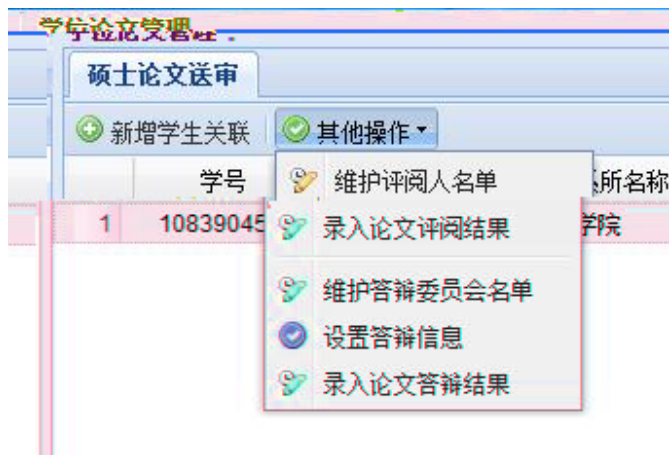 学位论文管理
硕士论文送审
新增学生关联 其他操作
学号 所名称
维护评阅人名单
1 10839045 学院
录入论文评阅结果
维护答辩委员会名单
设置答辩信息
录入论文答辩结果